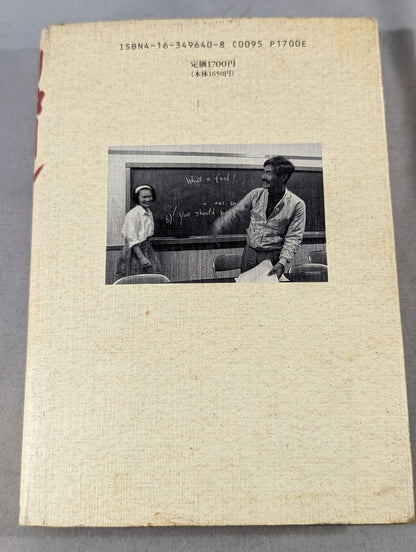 ISBN4-16-349640-8 C0095 P1700E
定価1700円
(本体1650円)
What a fool!
you should